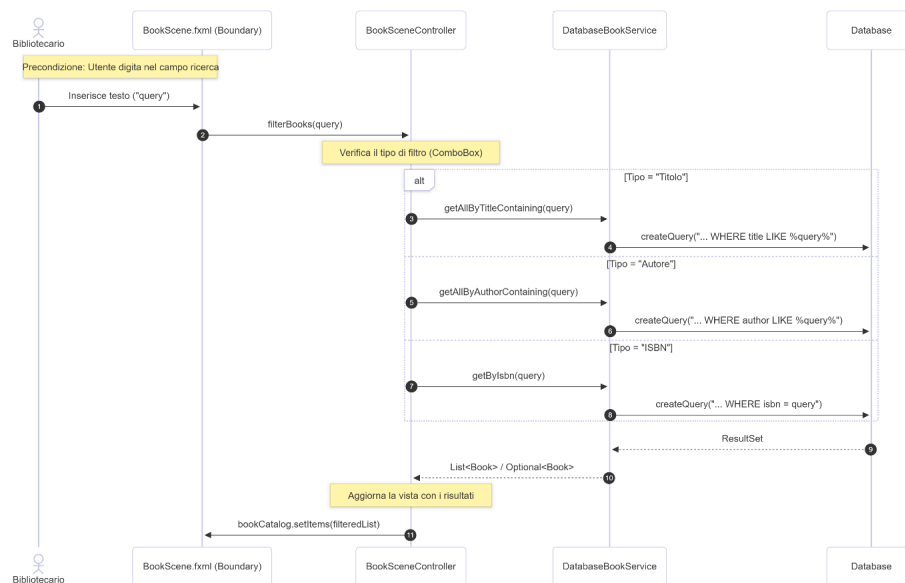 Bibliotecario
BookScene.fxml (Boundary)
BookSceneController
DatabaseBookService
Database
Precondizione: Utente digita nel campo ricerca
1
Inserisce testo ("query")
2
filterBooks(query)
Verifica il tipo di filtro (ComboBox)
alt
[Tipo = "Titolo"]
3
getAllByTitleContaining(query)
4
createQuery("... WHERE title LIKE %query%")
[Tipo = "Autore"]
5
getAllByAuthorContaining(query)
6
createQuery("... WHERE author LIKE %query%")
[Tipo = "ISBN"]
7
getByIsbn(query)
8
createQuery("... WHERE isbn = query")
ResultSet
9
List<Book> / Optional<Book>
10
Aggiorna la vista con i risultati
bookCatalog.setItems(filteredList)
11
Bibliotecario
BookScene.fxml (Boundary)
BookSceneController
DatabaseBookService
Database